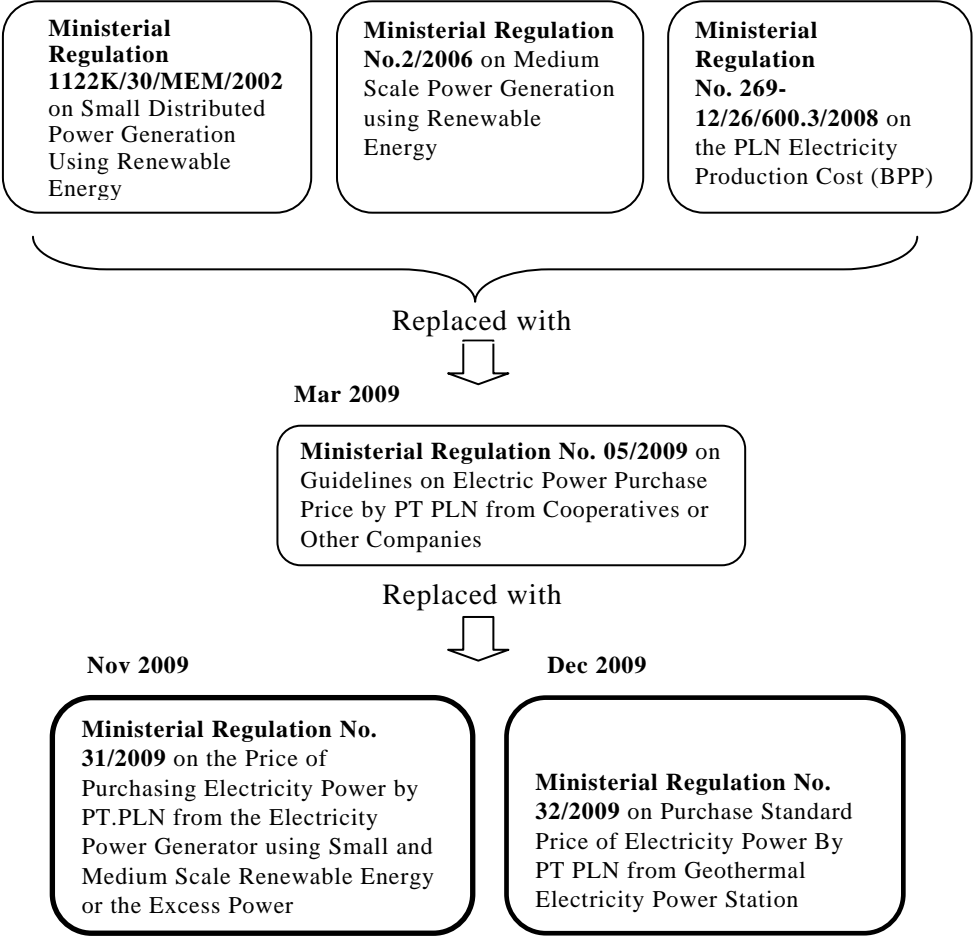 Ministerial
Regulation
1122K/30/MEM/2002
on Small Distributed
Power Generation
Using Renewable
Energy
Ministerial Regulation
No.2/2006 on Medium
Scale Power Generation
using Renewable
Energy
Ministerial
Regulation
No. 269-
12/26/600.3/2008 on
the PLN Electricity
Production Cost (BPP)
Replaced with
Mar 2009
Ministerial Regulation No. 05/2009 on
Guidelines on Electric Power Purchase
Price by PT PLN from Cooperatives or
Other Companies
Replaced with
Nov 2009
Ministerial Regulation No.
31/2009 on the Price of
Purchasing Electricity Power by
PT.PLN from the Electricity
Power Generator using Small and
Medium Scale Renewable Energy
or the Excess Power
Dec 2009
Ministerial Regulation No.
32/2009 on Purchase Standard
Price of Electricity Power By
PT PLN from Geothermal
Electricity Power Station